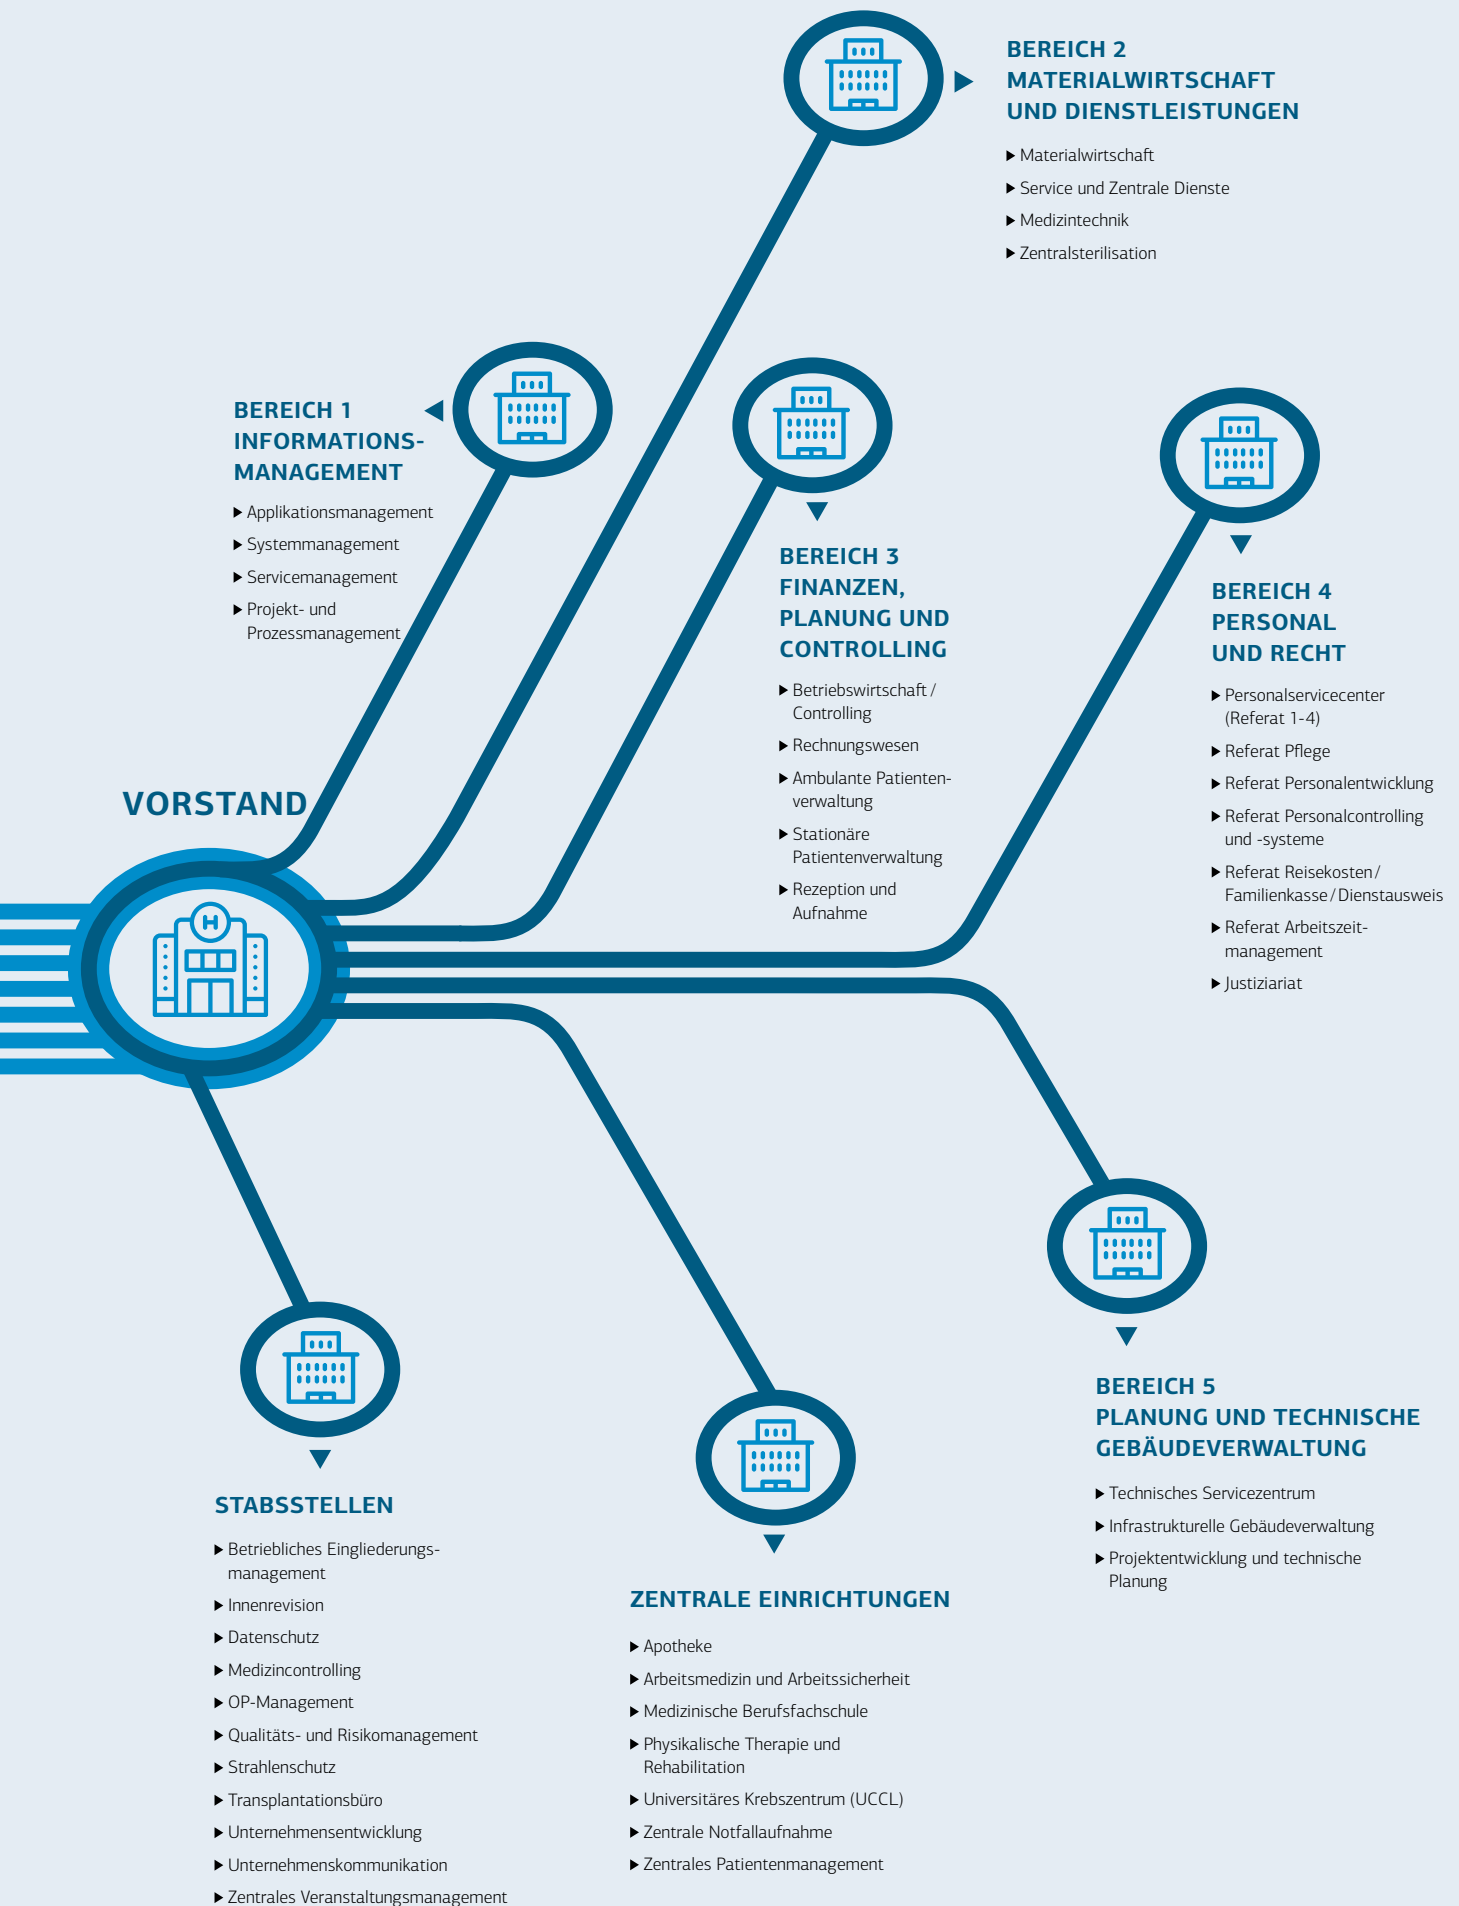 BEREICH 2
MATERIALWIRTSCHAFT
UND DIENSTLEISTUNGEN
Materialwirtschaft
Service und Zentrale Dienste
Medizintechnik
Zentralsterilisation
BEREICH 1
INFORMATIONS-
MANAGEMENT
Applikationsmanagement
Systemmanagement
Servicemanagement
Projekt- und
Prozessmanagement
BEREICH 3
FINANZEN,
PLANUNG UND
CONTROLLING
Betriebswirtschaft /
Controlling
Rechnungswesen
Ambulante Patienten-
verwaltung
Stationäre
Patientenverwaltung
Rezeption und
Aufnahme
BEREICH 4
PERSONAL
UND RECHT
Personalservicecenter
(Referat 1-4)
Referat Pflege
Referat Personalentwicklung
Referat Personalcontrolling
und -systeme
Referat Reisekosten /
Familienkasse / Dienstausweis
Referat Arbeitszeit-
management
Justiziariat
VORSTAND
H
BEREICH 5
PLANUNG UND TECHNISCHE
GEBÄUDEVERWALTUNG
Technisches Servicezentrum
Infrastrukturelle Gebäudeverwaltung
Projektentwicklung und technische
Planung
STABSSTELLEN
Betriebliches Eingliederungs-
management
Innenrevision
Datenschutz
Medizincontrolling
OP-Management
Qualitäts- und Risikomanagement
Strahlenschutz
Transplantationsbüro
Unternehmensentwicklung
Unternehmenskommunikation
Zentrales Veranstaltungsmanagement
ZENTRALE EINRICHTUNGEN
Apotheke
Arbeitsmedizin und Arbeitssicherheit
Medizinische Berufsfachschule
Physikalische Therapie und
Rehabilitation
Universitäres Krebszentrum (UCCL)
Zentrale Notfallaufnahme
Zentrales Patientenmanagement